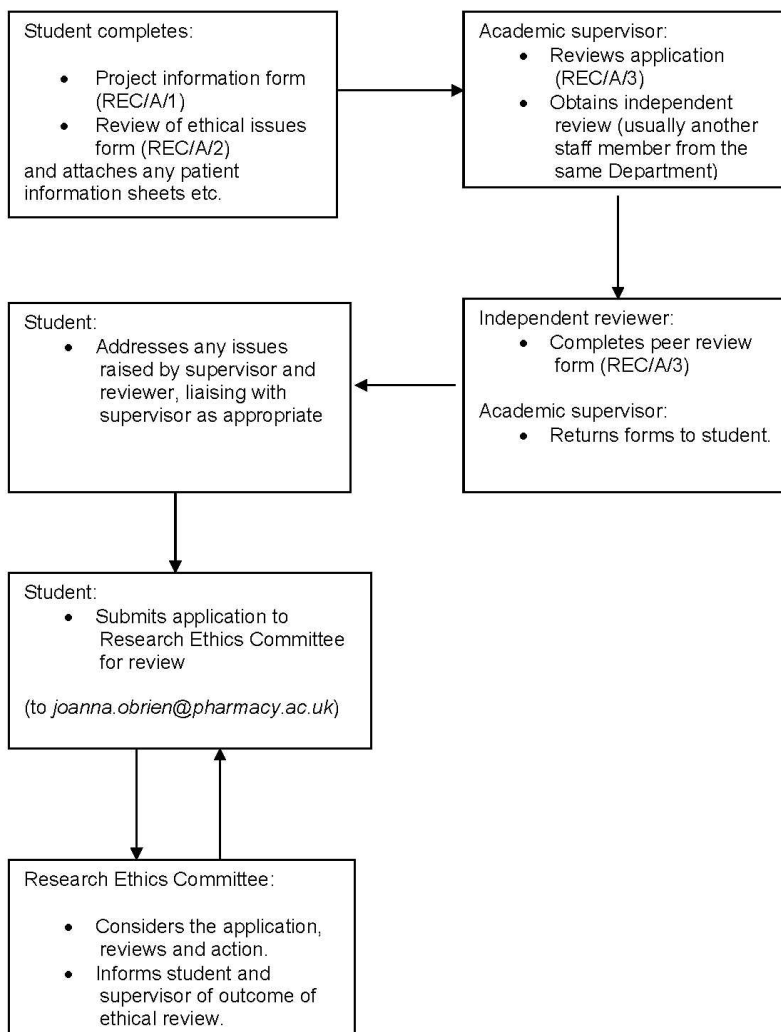 Student completes:
• Project information form
(REC/A/1)
• Review of ethical issues
form (REC/A/2)
and attaches any patient
information sheets etc.
Academic supervisor:
• Reviews application
(REC/A/3)
• Obtains independent
review (usually another
staff member from the
same Department)
Independent reviewer:
• Completes peer review
form (REC/A/3)
Academic supervisor:
• Returns forms to student.
Student:
• Addresses any issues
raised by supervisor and
reviewer, liaising with
supervisor as appropriate
Student:
• Submits application to
Research Ethics Committee
for review
(to joanna.obrien@pharmacy.ac.uk)
Research Ethics Committee:
• Considers the application,
reviews and action.
• Informs student and
supervisor of outcome of
ethical review.